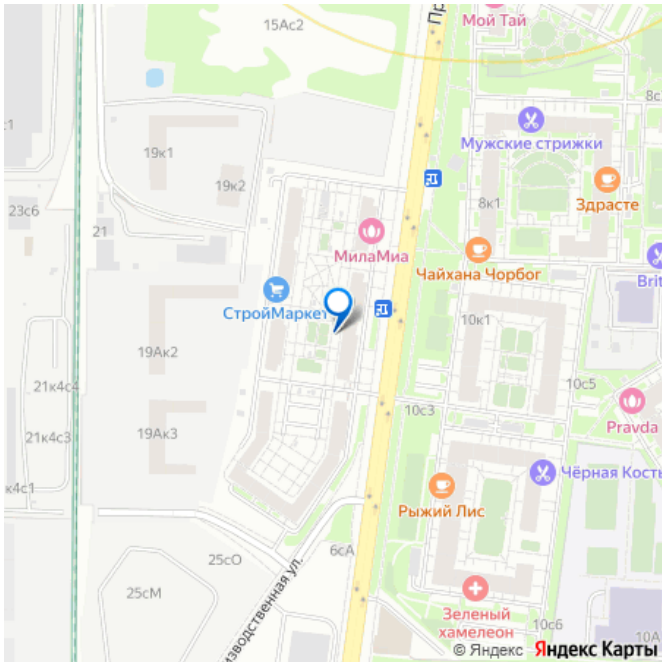 15Ас2
Пр
Мой Тай
8с
:1
Мужские стрижки
19к1
19к2
Здрасте
8к1
23с6
21
МилаМиа
Чайхана Чорбог
Brit
СтройМаркет
10к1
19Ак2
21к4с4
10с5
10с3
Pravda
19Ак3
21к4с3
Чёрная Кость
к4с1
Рыжий Лис
6сА
25сО
25сМ
изводственная ул.
Зеленый
хамелеон
10с6
10А
© Яндекс Яндекс Карты